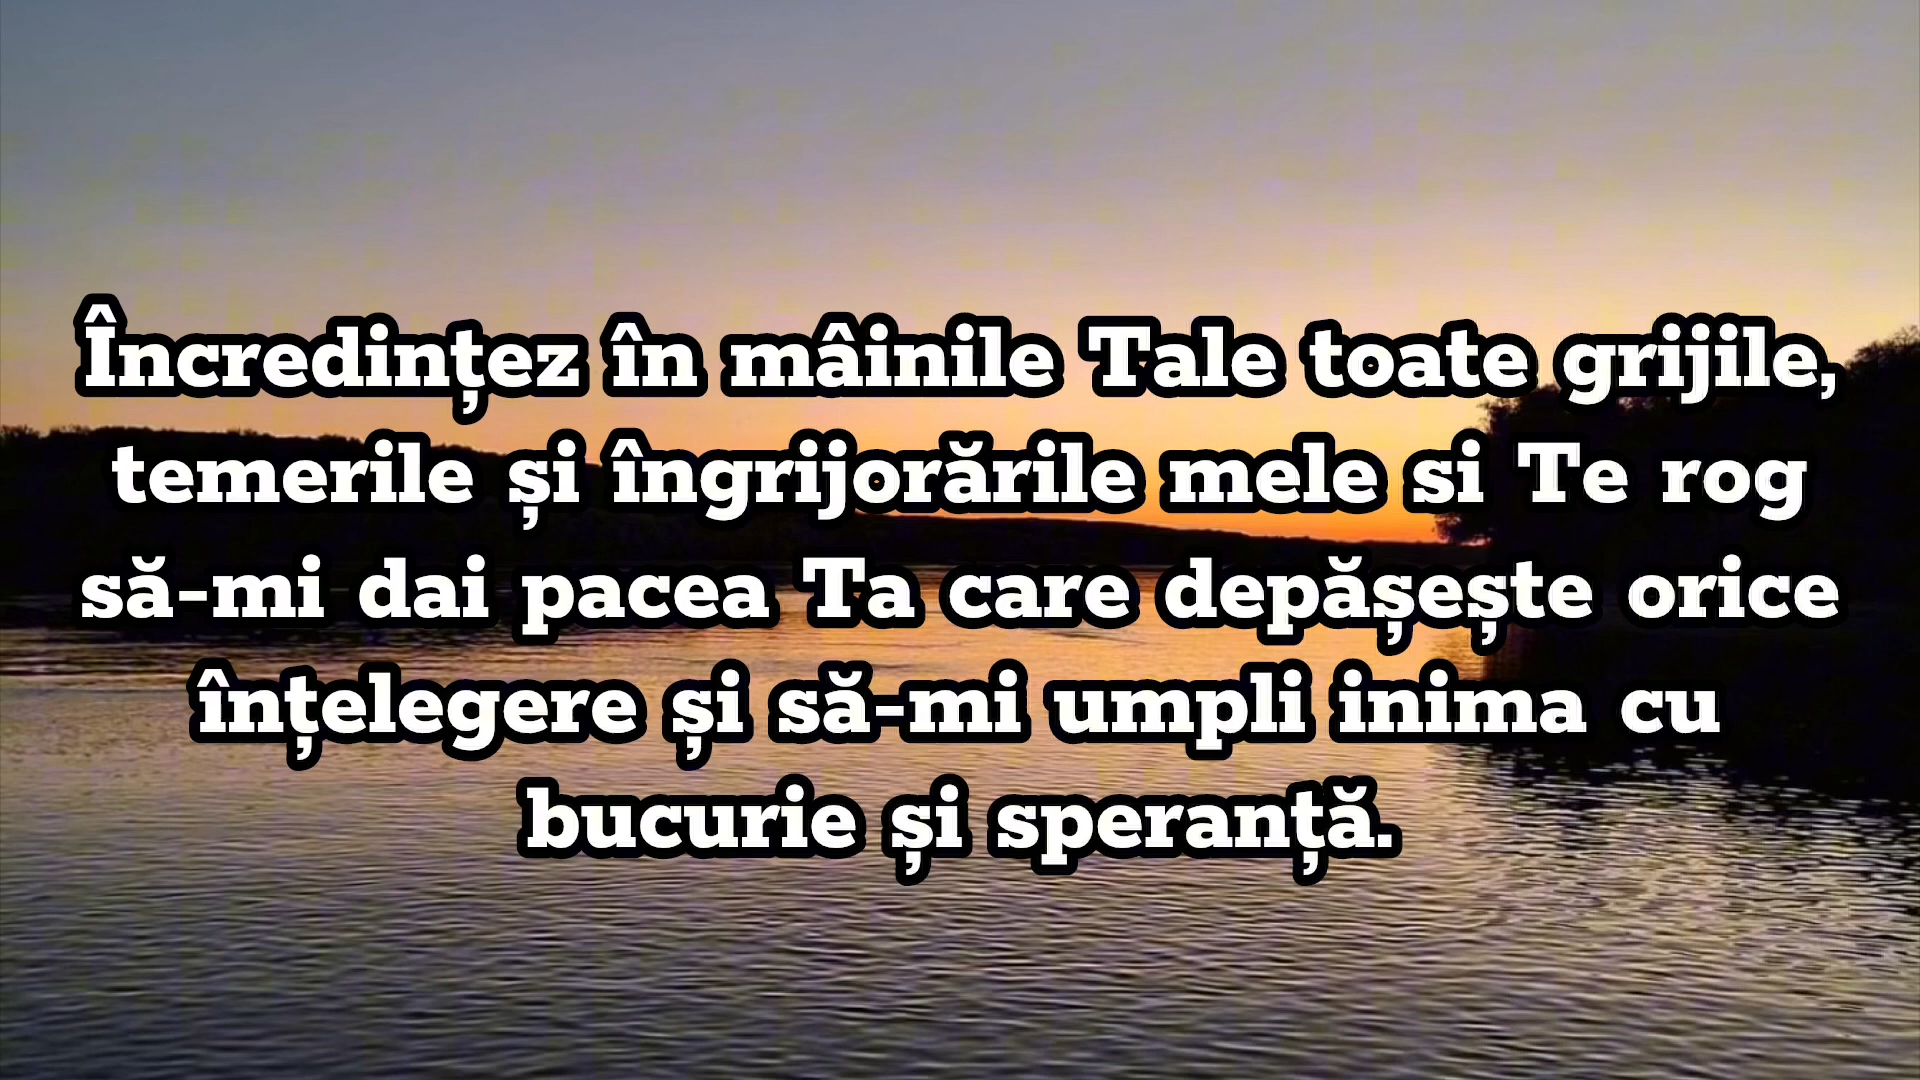 Încredințez în mâinile Tale toate grijile,
temerile și îngrijorările mele si Te rog
să-mi dai pacea Ta care depășește orice
înțelegere și să-mi umpli inima cu
bucurie și speranță.